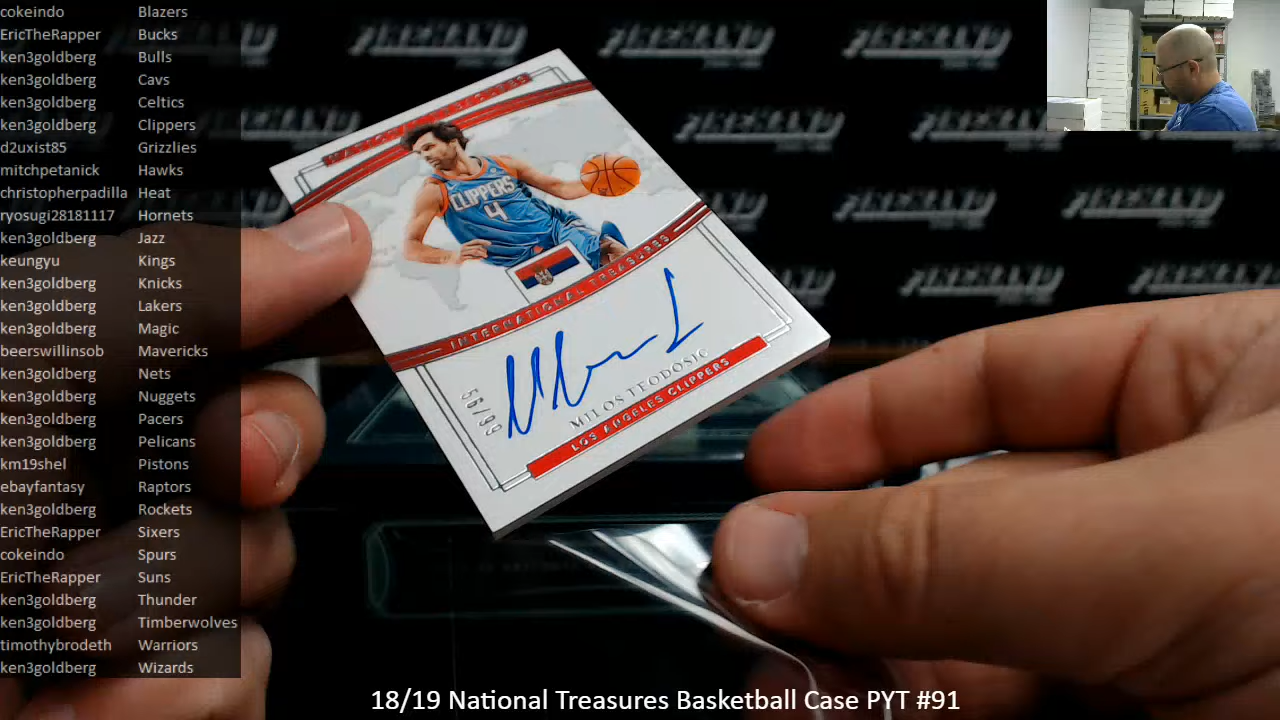 cokeindo Blazers
EricTheRapper Bucks
ken3goldberg Bulls
ken3goldberg Cavs
ken3goldberg Celtics
ken3goldberg Clippers
d2uxist85 Grizzlies
mitchpetanick Hawks
christopherpadilla Heat
ryosugi28181117 Hornets
ken3goldberg Jazz
keungyu Kings
ken3goldberg Knicks
ken3goldberg Lakers
ken3goldberg Magic
beerswillinsob Mavericks
ken3goldberg Nets
ken3goldberg Nuggets
ken3goldberg Pacers
ken3goldberg Pelicans
km19shel Pistons
ebayfantasy Raptors
ken3goldberg Rockets
EricTheRapper Sixers
cokeindo Spurs
EricTheRapper Suns
ken3goldberg Thunder
ken3goldberg Timberwolves
timothybrodeth Warriors
ken3goldberg Wizards
CLIPPERS
4
INTERNATIONAL TREASURES
56/99
MILOS TEODOSIC
LOS ANGELES CLIPPERS
18/19 National Treasures Basketball Case PYT #91